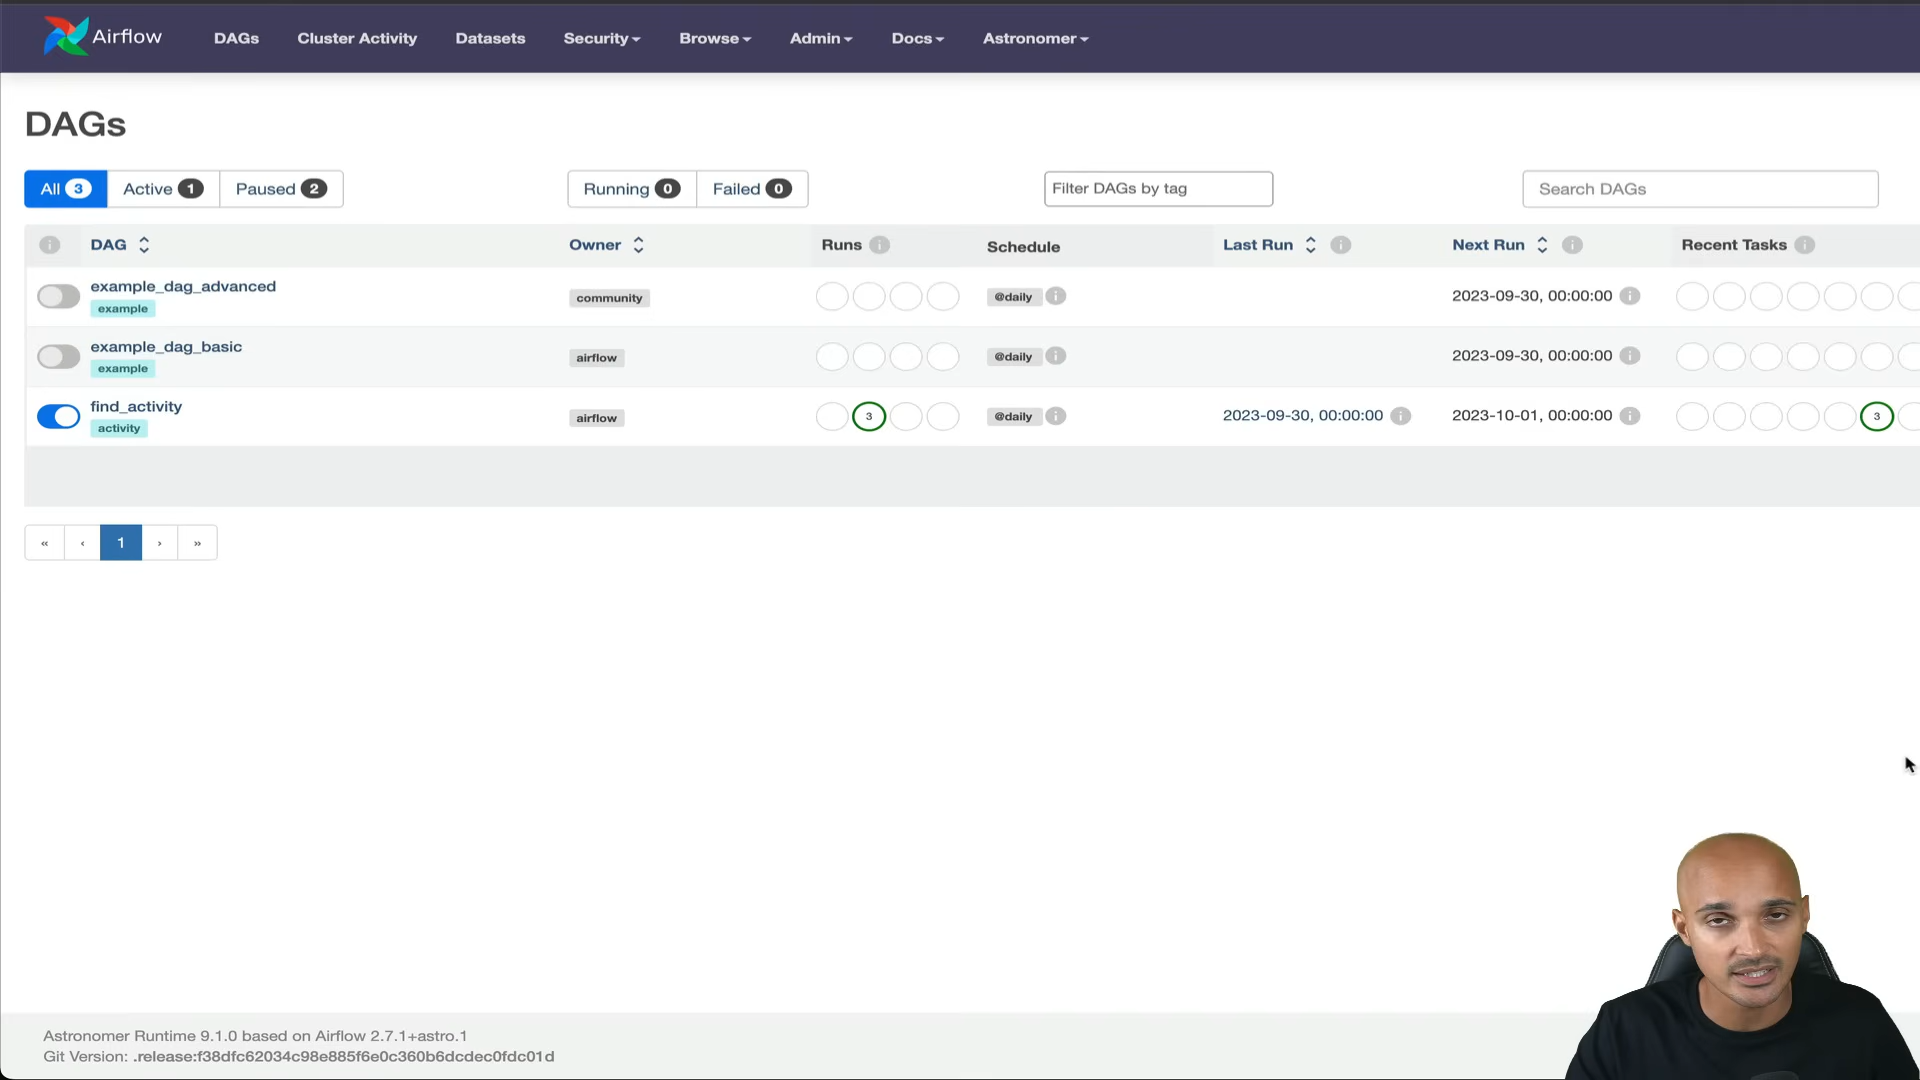 Airflow DAGs Cluster Activity Datasets Security Browse Admin Docs Astronomer
DAGs
All 3 Active 1 Paused 2 Running 0 Failed 0 Filter DAGs by tag Search DAGs
i DAG Owner Runs i Schedule Last Run i Next Run i Recent Tasks i
example_dag_advanced
example
community @daily i 2023-09-30, 00:00:00 i
example_dag_basic
example
airflow @daily i 2023-09-30, 00:00:00 i
find_activity
activity
airflow 3 @daily i 2023-09-30, 00:00:00 i 2023-10-01, 00:00:00 i 3
« ‹ 1 › »
Astronomer Runtime 9.1.0 based on Airflow 2.7.1+astro.1
Git Version: .release:f38dfc62034c98e885f6e0c360b6dcdec0fdc01d